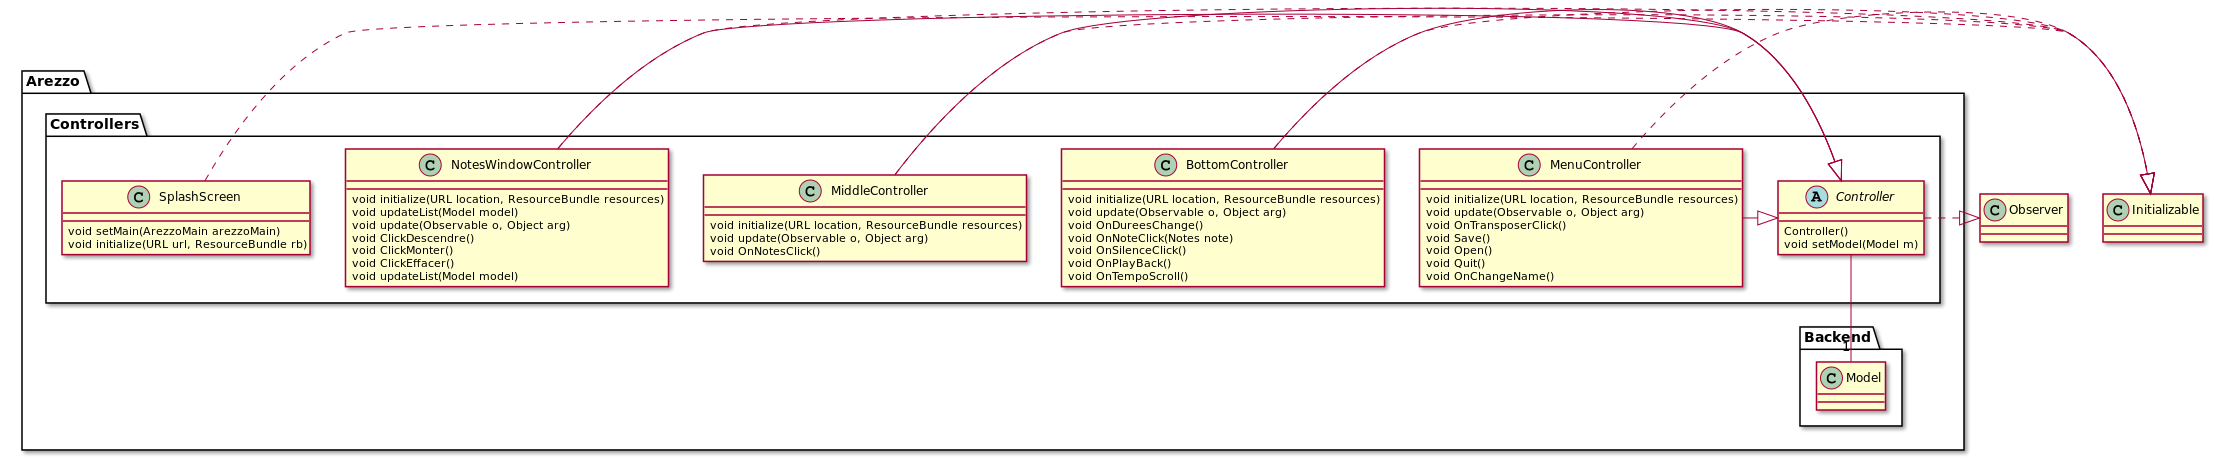 Arezzo
Controllers
C SplashScreen
void setMain(ArezzoMain arezzoMain)
void initialize(URL url, ResourceBundle rb)
C NotesWindowController
void initialize(URL location, ResourceBundle resources)
void updateList(Model model)
void update(Observable o, Object arg)
void ClickDescendre()
void ClickMonter()
void ClickEffacer()
void updateList(Model model)
C MiddleController
void initialize(URL location, ResourceBundle resources)
void update(Observable o, Object arg)
void OnNotesClick()
C BottomController
void initialize(URL location, ResourceBundle resources)
void update(Observable o, Object arg)
void OnDureesChange()
void OnNoteClick(Notes note)
void OnSilenceClick()
void OnPlayBack()
void OnTempoScroll()
C MenuController
void initialize(URL location, ResourceBundle resources)
void update(Observable o, Object arg)
void OnTransposerClick()
void Save()
void Open()
void Quit()
void OnChangeName()
A Controller
Controller()
void setModel(Model m)
C Observer
C Initializable
Backend
1
C Model